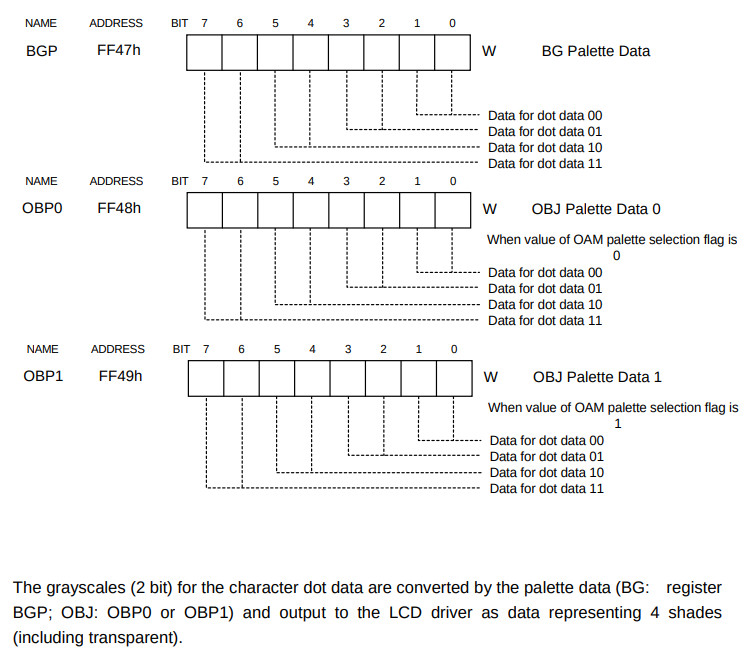 NAME ADDRESS BIT 7 6 5 4 3 2 1 0
BGP FF47h W BG Palette Data
Data for dot data 00
Data for dot data 01
Data for dot data 10
Data for dot data 11
NAME ADDRESS BIT 7 6 5 4 3 2 1 0
OBP0 FF48h W OBJ Palette Data 0
When value of OAM palette selection flag is
0
Data for dot data 00
Data for dot data 01
Data for dot data 10
Data for dot data 11
NAME ADDRESS BIT 7 6 5 4 3 2 1 0
OBP1 FF49h W OBJ Palette Data 1
When value of OAM palette selection flag is
1
Data for dot data 00
Data for dot data 01
Data for dot data 10
Data for dot data 11
The grayscales (2 bit) for the character dot data are converted by the palette data (BG: register
BGP; OBJ: OBP0 or OBP1) and output to the LCD driver as data representing 4 shades
(including transparent).